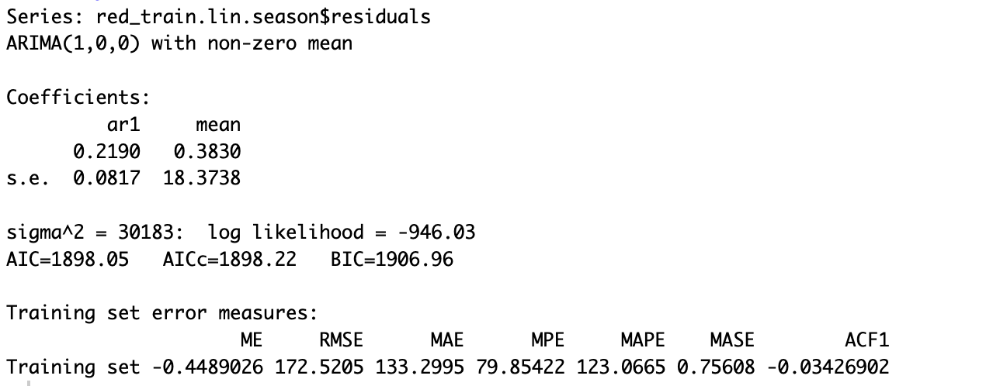 Series: red_train.lin.season$residuals
ARIMA(1,0,0) with non-zero mean
Coefficients:
ar1 mean
0.2190 0.3830
s.e. 0.0817 18.3738
sigma^2 = 30183: log likelihood = -946.03
AIC=1898.05 AICc=1898.22 BIC=1906.96
Training set error measures:
ME RMSE MAE MPE MAPE MASE ACF1
Training set -0.4489026 172.5205 133.2995 79.85422 123.0665 0.75608 -0.03426902